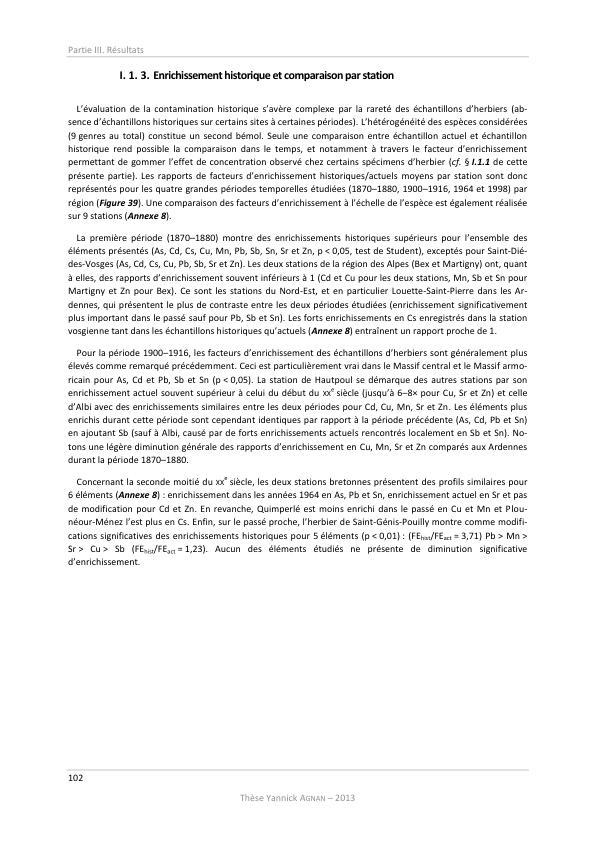 Partie III. Résultats
I. 1. 3. Enrichissement historique et comparaison par station
L’évaluation de la contamination historique s’avère complexe par la rareté des échantillons d’herbiers (ab-
sence d’échantillons historiques sur certains sites à certaines périodes). L’hétérogénéité des espèces considérées
(9 genres au total) constitue un second bémol. Seule une comparaison entre échantillon actuel et échantillon
historique rend possible la comparaison dans le temps, et notamment à travers le facteur d’enrichissement
permettant de gommer l’effet de concentration observé chez certains spécimens d’herbier (cf. § I.1.1 de cette
présente partie). Les rapports de facteurs d’enrichissement historiques/actuels moyens par station sont donc
représentés pour les quatre grandes périodes temporelles étudiées (1870–1880, 1900–1916, 1964 et 1998) par
région (Figure 39). Une comparaison des facteurs d’enrichissement à l’échelle de l’espèce est également réalisée
sur 9 stations (Annexe 8).
La première période (1870–1880) montre des enrichissements historiques supérieurs pour l’ensemble des
éléments présentés (As, Cd, Cs, Cu, Mn, Pb, Sb, Sn, Sr et Zn, p < 0,05, test de Student), exceptés pour Saint-Dié-
des-Vosges (As, Cd, Cs, Cu, Pb, Sb, Sr et Zn). Les deux stations de la région des Alpes (Bex et Martigny) ont, quant
à elles, des rapports d’enrichissement souvent inférieurs à 1 (Cd et Cu pour les deux stations, Mn, Sb et Sn pour
Martigny et Zn pour Bex). Ce sont les stations du Nord-Est, et en particulier Louette-Saint-Pierre dans les Ar-
dennes, qui présentent le plus de contraste entre les deux périodes étudiées (enrichissement significativement
plus important dans le passé sauf pour Pb, Sb et Sn). Les forts enrichissements en Cs enregistrés dans la station
vosgienne tant dans les échantillons historiques qu’actuels (Annexe 8) entraînent un rapport proche de 1.
Pour la période 1900–1916, les facteurs d’enrichissement des échantillons d’herbiers sont généralement plus
élevés comme remarqué précédemment. Ceci est particulièrement vrai dans le Massif central et le Massif armo-
ricain pour As, Cd et Pb, Sb et Sn (p < 0,05). La station de Hautpoul se démarque des autres stations par son
enrichissement actuel souvent supérieur à celui du début du XXe siècle (jusqu’à 6–8× pour Cu, Sr et Zn) et celle
d’Albi avec des enrichissements similaires entre les deux périodes pour Cd, Cu, Mn, Sr et Zn. Les éléments plus
enrichis durant cette période sont cependant identiques par rapport à la période précédente (As, Cd, Pb et Sn)
en ajoutant Sb (sauf à Albi, causé par de forts enrichissements actuels rencontrés localement en Sb et Sn). No-
tons une légère diminution générale des rapports d’enrichissement en Cu, Mn, Sr et Zn comparés aux Ardennes
durant la période 1870–1880.
Concernant la seconde moitié du XXe siècle, les deux stations bretonnes présentent des profils similaires pour
6 éléments (Annexe 8) : enrichissement dans les années 1964 en As, Pb et Sn, enrichissement actuel en Sr et pas
de modification pour Cd et Zn. En revanche, Quimperlé est moins enrichi dans le passé en Cu et Mn et Plou-
néour-Ménez l’est plus en Cs. Enfin, sur le passé proche, l’herbier de Saint-Génis-Pouilly montre comme modifi-
cations significatives des enrichissements historiques pour 5 éléments (p < 0,01) : (FEhist/FEact = 3,71) Pb > Mn >
Sr > Cu > Sb (FEhist/FEact = 1,23). Aucun des éléments étudiés ne présente de diminution significative
d’enrichissement.
102
Thèse Yannick AGNAN – 2013